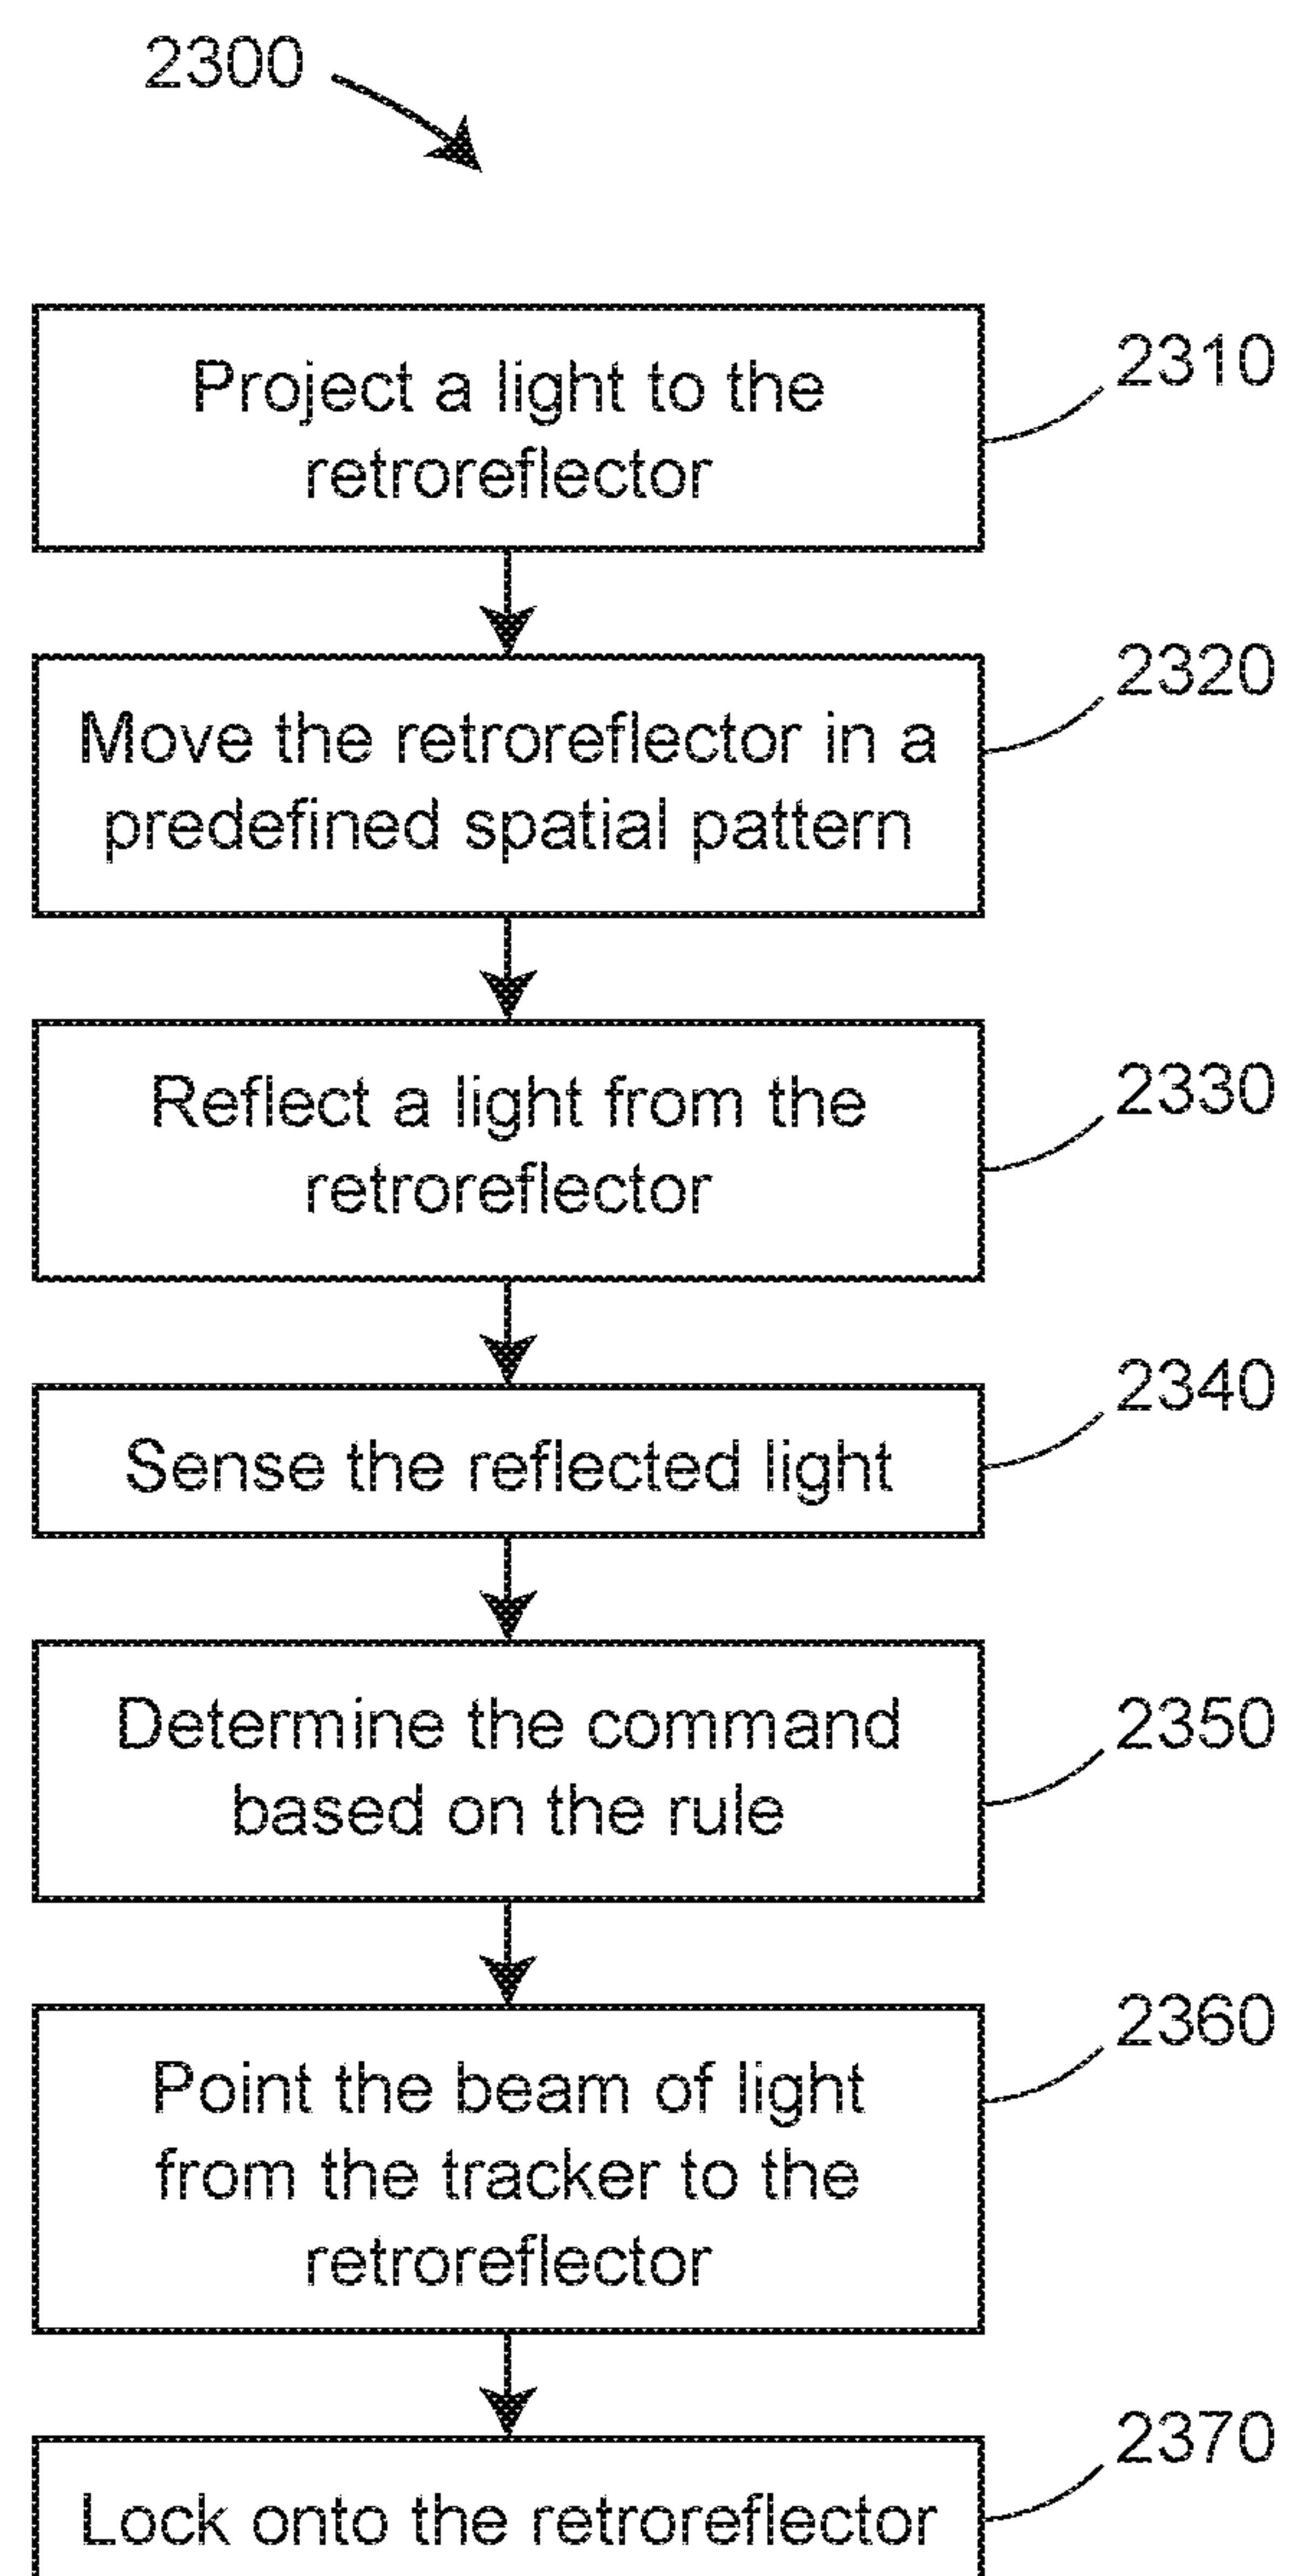 2300
Project a light to the
retroreflector
2310
Move the retroreflector in a
predefined spatial pattern
2320
Reflect a light from the
retroreflector
2330
Sense the reflected light
2340
Determine the command
based on the rule
2350
Point the beam of light
from the tracker to the
retroreflector
2360
Lock onto the retroreflector
2370